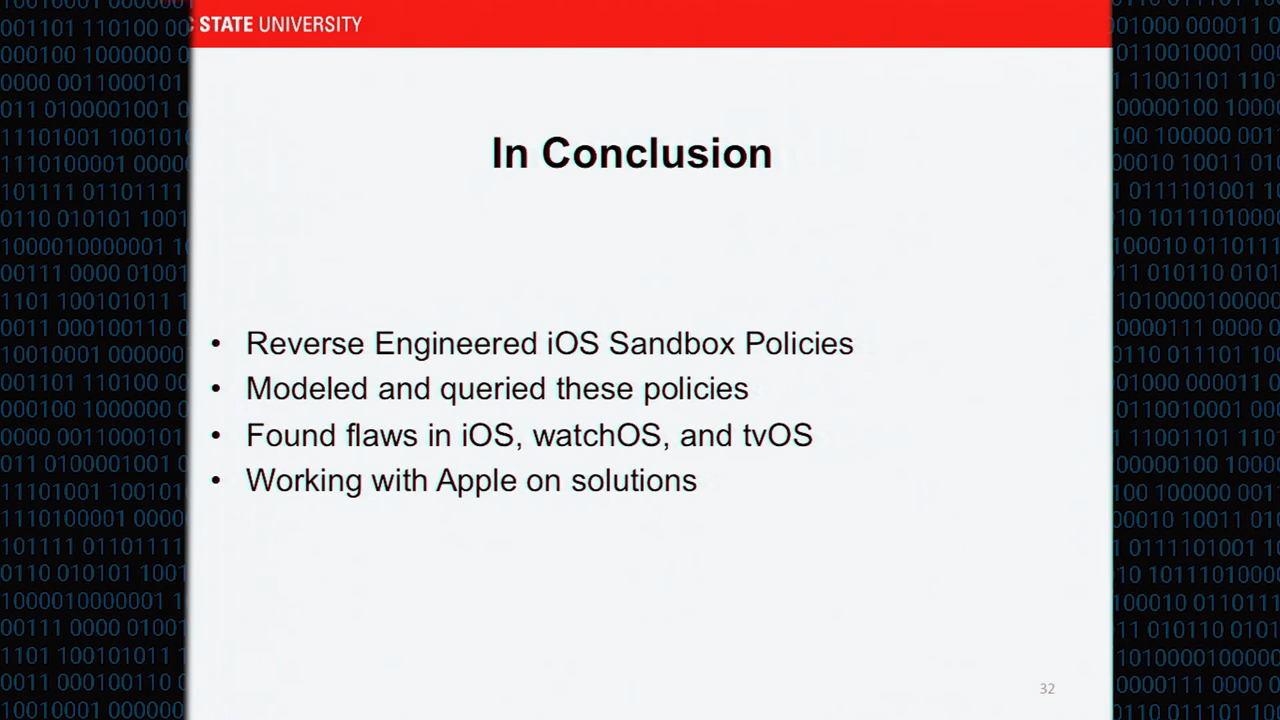 STATE UNIVERSITY
In Conclusion
• Reverse Engineered iOS Sandbox Policies
• Modeled and queried these policies
• Found flaws in iOS, watchOS, and tvOS
• Working with Apple on solutions
32